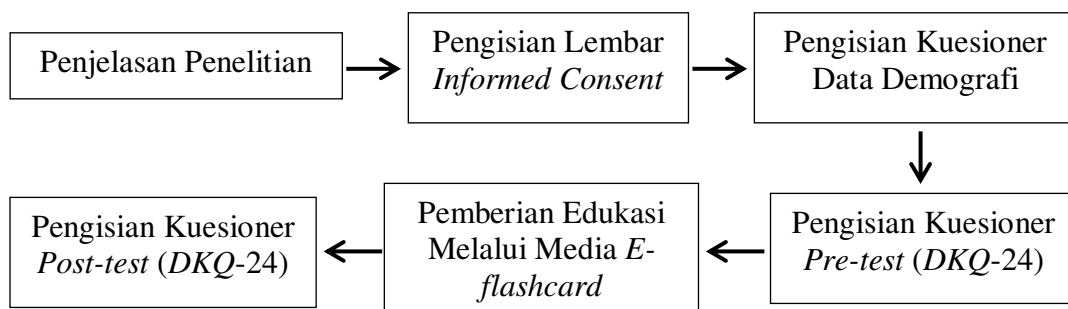 Penjelasan Penelitian
Pengisian Lembar
Informed Consent
Pengisian Kuesioner
Data Demografi
Pengisian Kuesioner
Pre-test (DKQ-24)
Pemberian Edukasi
Melalui Media E-
flashcard
Pengisian Kuesioner
Post-test (DKQ-24)